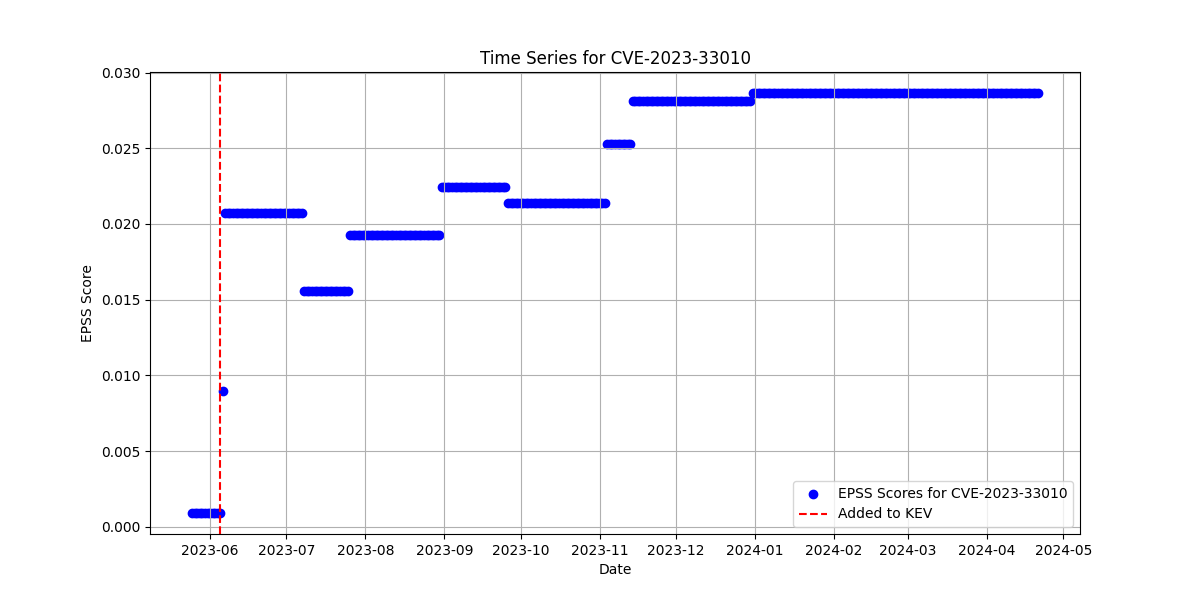 Time Series for CVE-2023-33010
EPSS Score
0.030
0.025
0.020
0.015
0.010
0.005
0.000
EPSS Scores for CVE-2023-33010
Added to KEV
2023-06 2023-07 2023-08 2023-09 2023-10 2023-11 2023-12 2024-01 2024-02 2024-03 2024-04 2024-05
Date